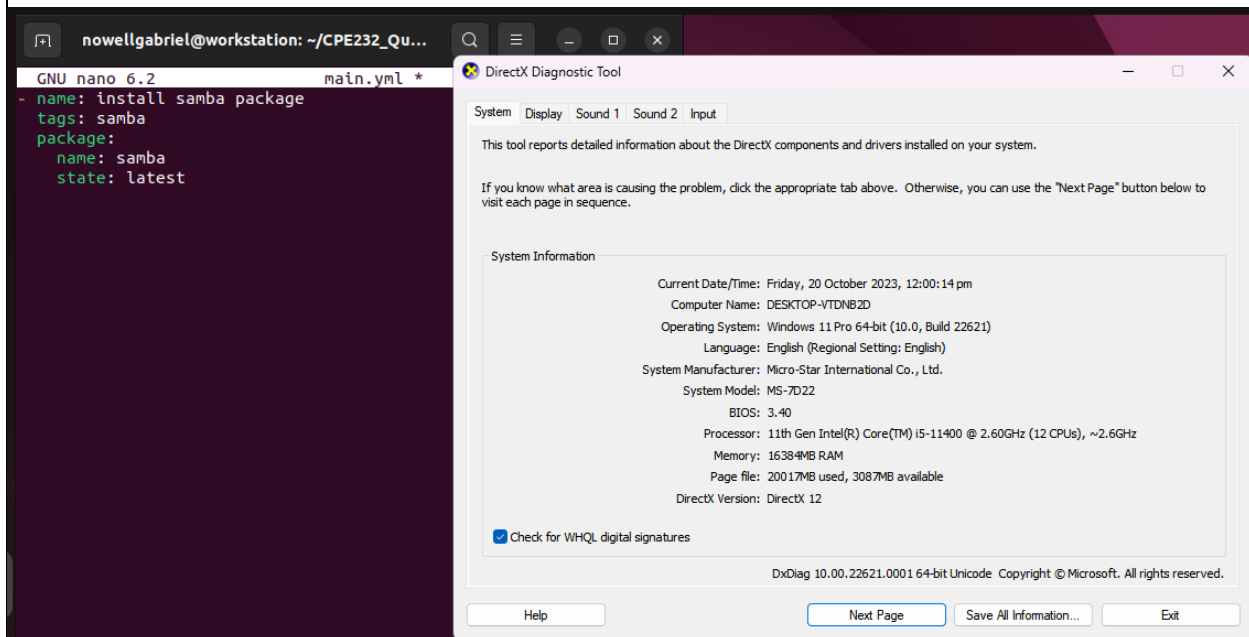 nowellgabriel@workstation: ~/CPE232_Qu...
GNU nano 6.2 main.yml *
- name: install samba package
tags: samba
package:
name: samba
state: latest
DirectX Diagnostic Tool
System Display Sound 1 Sound 2 Input
This tool reports detailed information about the DirectX components and drivers installed on your system.
If you know what area is causing the problem, click the appropriate tab above. Otherwise, you can use the "Next Page" button below to
visit each page in sequence.
System Information
Current Date/Time: Friday, 20 October 2023, 12:00:14 pm
Computer Name: DESKTOP-VTDNB2D
Operating System: Windows 11 Pro 64-bit (10.0, Build 22621)
Language: English (Regional Setting: English)
System Manufacturer: Micro-Star International Co., Ltd.
System Model: MS-7D22
BIOS: 3.40
Processor: 11th Gen Intel(R) Core(TM) i5-11400 @ 2.60GHz (12 CPUs), ~2.6GHz
Memory: 16384MB RAM
Page file: 20017MB used, 3087MB available
DirectX Version: DirectX 12
Check for WHQL digital signatures
DxDiag 10.00.22621.0001 64-bit Unicode Copyright © Microsoft. All rights reserved.
Help Next Page Save All Information... Exit